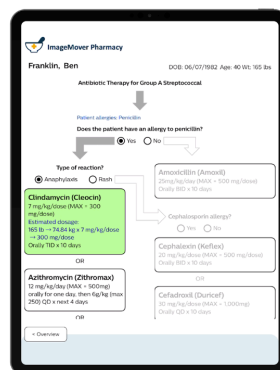 ImageMover Pharmacy
Franklin, Ben
DOB: 06/07/1982 Age: 40 Wt: 165 lbs
Antibiotic Therapy for Group A Streptococcal
Patient allergies: Penicillin
Does the patient have an allergy to penicillin?
Yes No
Type of reaction?
Anaphylaxis Rash
Amoxicillin (Amoxil)
25mg/kg/day (MAX = 500 mg/day)
Orally BID x 10 days
Clindamycin (Cleocin)
7 mg/kg/dose (MAX = 300
mg/dose)
Estimated dosage:
165 lb → 74.84 kg x 7 mg/kg/dose
→ 300 mg/dose
Orally TID x 10 days
Cephalosporin allergy?
Yes No
Cephalexin (Keflex)
20 mg/kg/dose (MAX = 500 mg/dose)
Orally BID x 10 days
OR
OR
Azithromycin (Zithromax)
12 mg/kg/day (MAX = 500mg)
orally for one day, then 6g/kg (max
250) QD x next 4 days
Cefadroxil (Duricef)
30 mg/kg/dose (MAX = 1,000mg)
Orally QD x 10 days
OR
< Overview